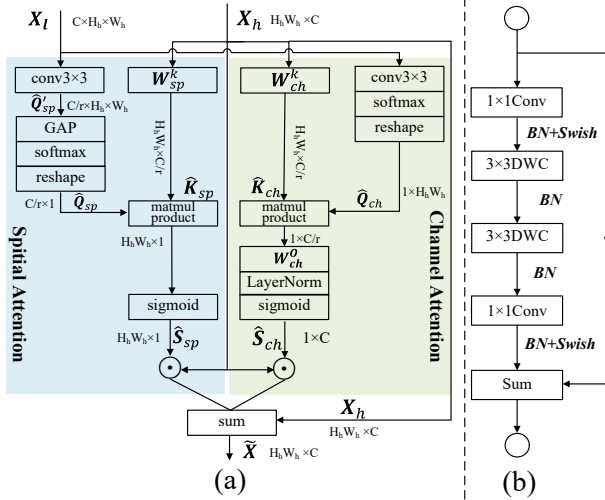 X_l C×H_h×W_h
X_h H_hW_h×C
conv3×3
W_sp^k
W_ch^k
conv3×3
softmax
reshape
Q̂'_sp C/r×H_h×W_h
GAP
softmax
reshape
H_hW_h×C/r
H_hW_h×C/r
C/r×1 Q̂_sp
K̂_sp
K̂_ch
Q̂_ch 1×H_hW_h
matmul
product
matmul
product
H_hW_h×1
1×C/r
W_ch^O
LayerNorm
sigmoid
sigmoid
H_hW_h×1 Ŝ_sp
Ŝ_ch 1×C
Spitial Attention
Channel Attention
sum
X_h
H_hW_h×C
X̃ H_hW_h×C
(a)
1×1Conv
BN+Swish
3×3DWC
BN
3×3DWC
BN
1×1Conv
BN+Swish
Sum
(b)